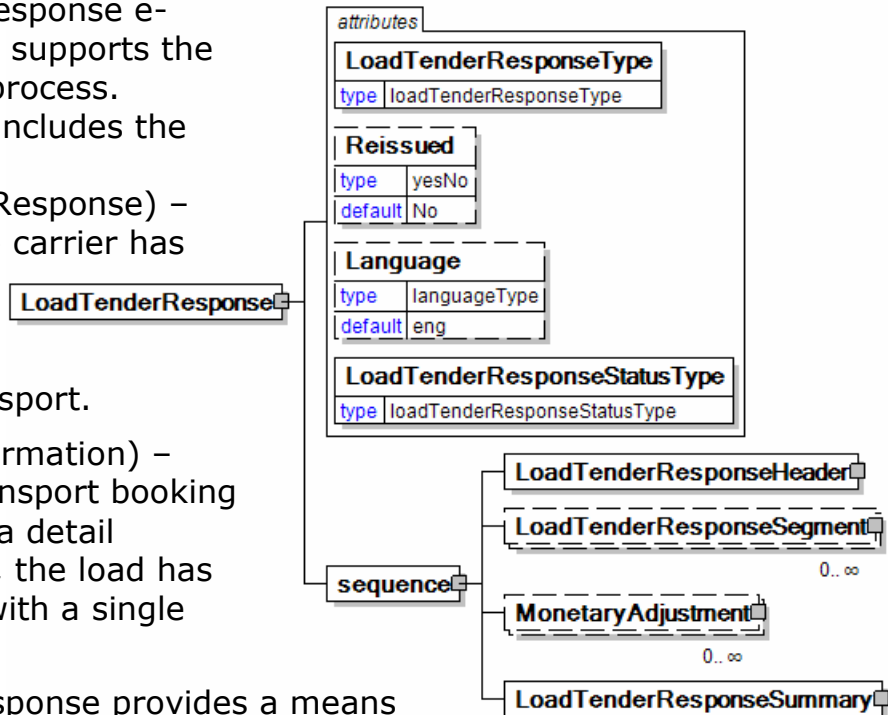 esponse e-
supports the
process.
ncludes the
Response) –
carrier has
sport.
ormation) –
nsport booking
a detail
, the load has
with a single
sponse provides a means
LoadTenderResponse
attributes
LoadTenderResponseType
type loadTenderResponseType
Reissued
type yesNo
default No
Language
type languageType
default eng
LoadTenderResponseStatusType
type loadTenderResponseStatusType
sequence
LoadTenderResponseHeader
LoadTenderResponseSegment
0.. ∞
MonetaryAdjustment
0.. ∞
LoadTenderResponseSummary